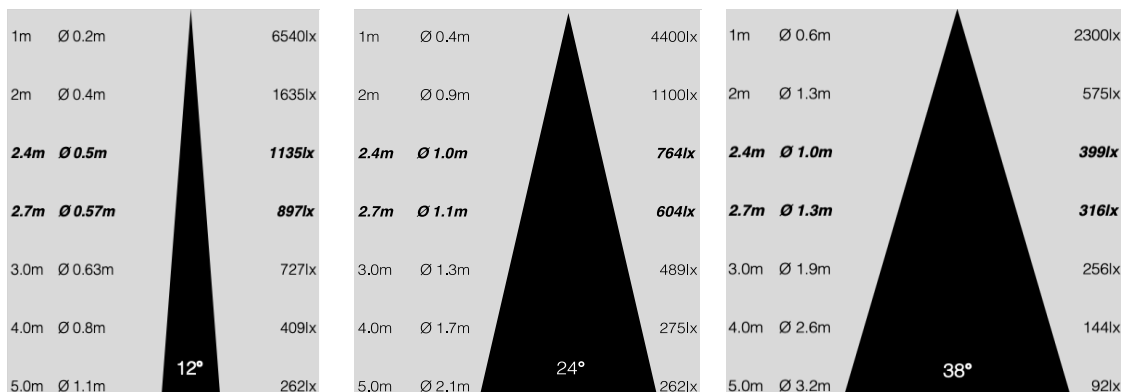 1m Ø 0.2m 6540lx
2m Ø 0.4m 1635lx
2.4m Ø 0.5m 1135lx
2.7m Ø 0.57m 897lx
3.0m Ø 0.63m 727lx
4.0m Ø 0.8m 409lx
12°
5.0m Ø 1.1m 262lx
1m Ø 0.4m 4400lx
2m Ø 0.9m 1100lx
2.4m Ø 1.0m 764lx
2.7m Ø 1.1m 604lx
3.0m Ø 1.3m 489lx
4.0m Ø 1.7m 275lx
24°
5.0m Ø 2.1m 262lx
1m Ø 0.6m 2300lx
2m Ø 1.3m 575lx
2.4m Ø 1.0m 399lx
2.7m Ø 1.3m 316lx
3.0m Ø 1.9m 256lx
4.0m Ø 2.6m 144lx
38°
5.0m Ø 3.2m 92lx